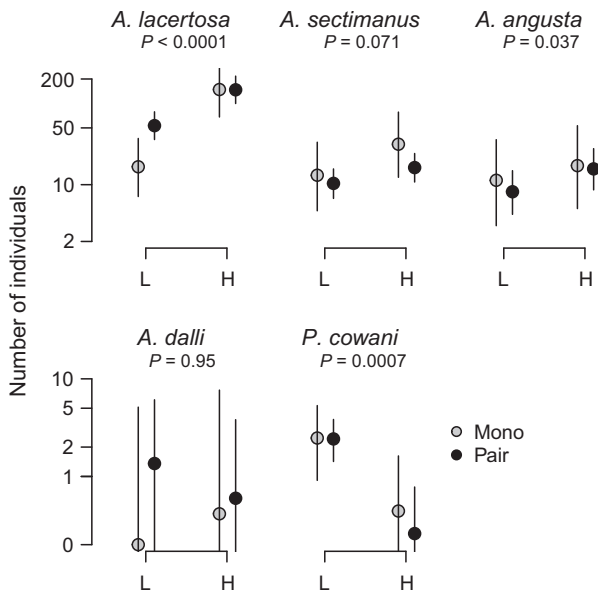 A. lacertosa
P < 0.0001
A. sectimanus
P = 0.071
A. angusta
P = 0.037
Number of individuals
200
50
10
2
L H
L H
L H
A. dalli
P = 0.95
P. cowani
P = 0.0007
10
5
2
1
0
Mono
Pair
L H
L H